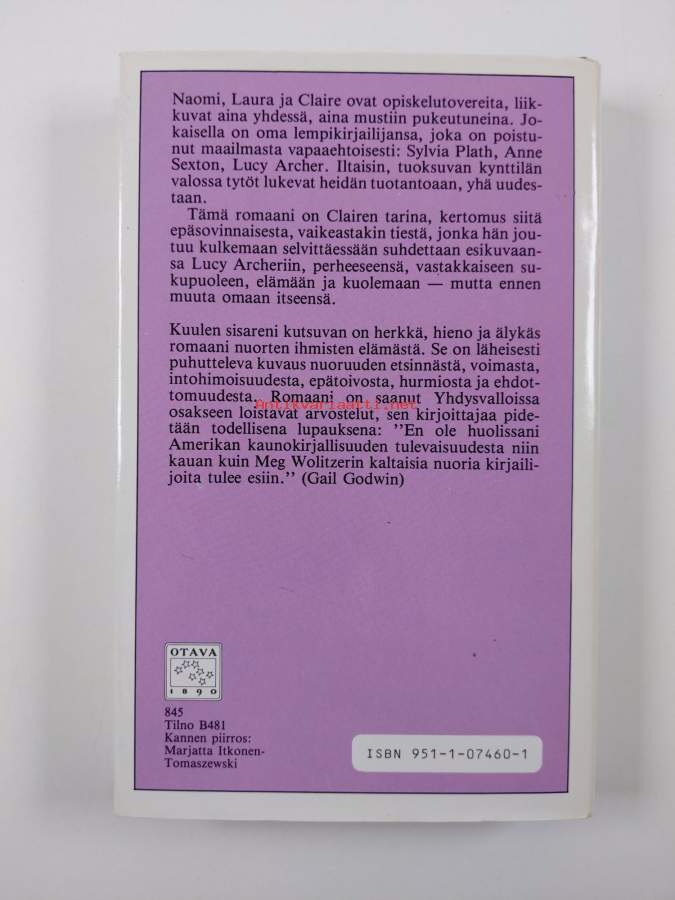 Naomi, Laura ja Claire ovat opiskelutovereita, liik-
kuvat aina yhdessä, aina mustiin pukeutuneina. Jo-
kaisella on oma lempikirjailijansa, joka on poistu-
nut maailmasta vapaaehtoisesti: Sylvia Plath, Anne
Sexton, Lucy Archer. Iltaisin, tuoksuvan kynttilän
valossa tytöt lukevat heidän tuotantoaan, yhä uudes-
taan.
Tämä romaani on Clairen tarina, kertomus siitä
epäsovinnaisesta, vaikeastakin tiestä, jonka hän jou-
tuu kulkemaan selvittäessään suhdettaan esikuvaan-
sa Lucy Archeriin, perheeseensä, vastakkaiseen su-
kupuoleen, elämään ja kuolemaan — mutta ennen
muuta omaan itseensä.
Kuulen sisareni kutsuvan on herkkä, hieno ja älykäs
romaani nuorten ihmisten elämästä. Se on läheisesti
puhutteleva kuvaus nuoruuden etsinnästä, voimasta,
intohimoisuudesta, epätoivosta, hurmiosta ja ehdot-
tomuudesta. Romaani on saanut Yhdysvalloissa
Antikvariaatti.net
osakseen loistavat arvostelut, sen kirjoittajaa pide-
tään todellisena lupauksena: ''En ole huolissani
Amerikan kaunokirjallisuuden tulevaisuudesta niin
kauan kuin Meg Wolitzerin kaltaisia nuoria kirjaili-
joita tulee esiin.'' (Gail Godwin)
OTAVA
1890
845
Tilno B481
Kannen piirros:
Marjatta Itkonen-
Tomaszewski
ISBN 951-1-07460-1